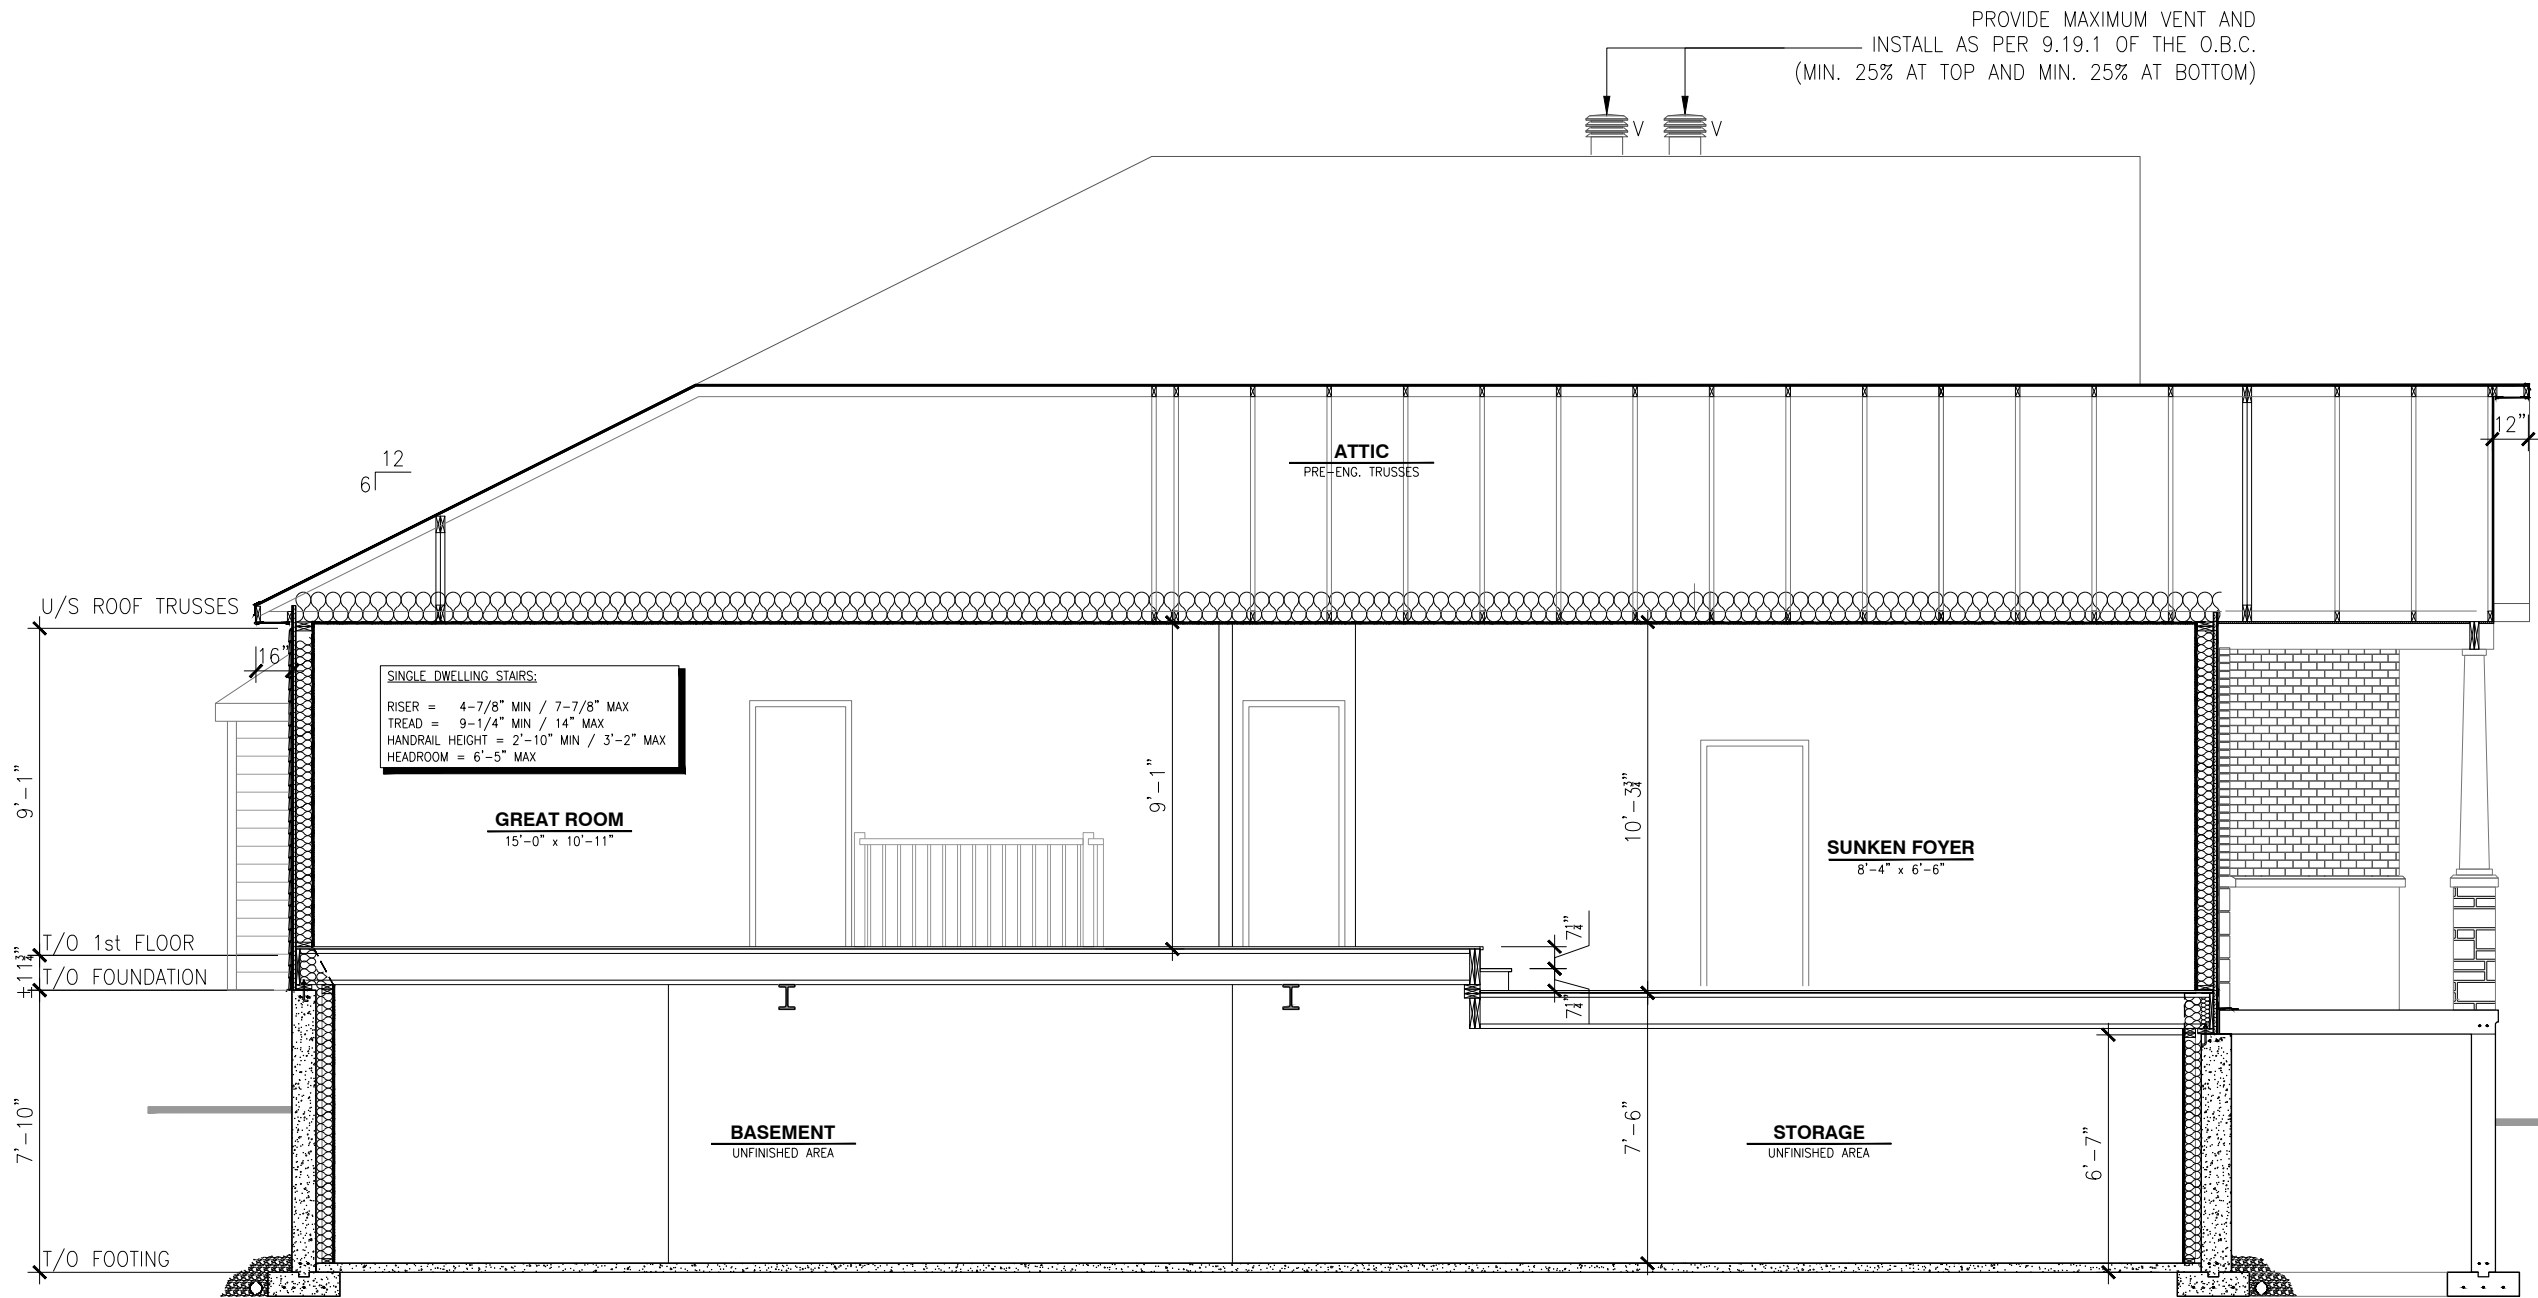 PROVIDE MAXIMUM VENT AND
INSTALL AS PER 9.19.1 OF THE O.B.C.
(MIN. 25% AT TOP AND MIN. 25% AT BOTTOM)
V
V
12"
ATTIC
PRE-ENG. TRUSSES
12
6
U/S ROOF TRUSSES
16"
SINGLE DWELLING STAIRS:
RISER = 4-7/8" MIN / 7-7/8" MAX
TREAD = 9-1/4" MIN / 14" MAX
HANDRAIL HEIGHT = 2'-10" MIN / 3'-2" MAX
HEADROOM = 6'-5" MAX
9'-1"
9'-1"
10'-3¾"
GREAT ROOM
15'-0" x 10'-11"
SUNKEN FOYER
8'-4" x 6'-6"
T/O 1st FLOOR
±11¾"
T/O FOUNDATION
7¼"
7¼"
7'-10"
BASEMENT
UNFINISHED AREA
7'-6"
STORAGE
UNFINISHED AREA
6'-7"
T/O FOOTING